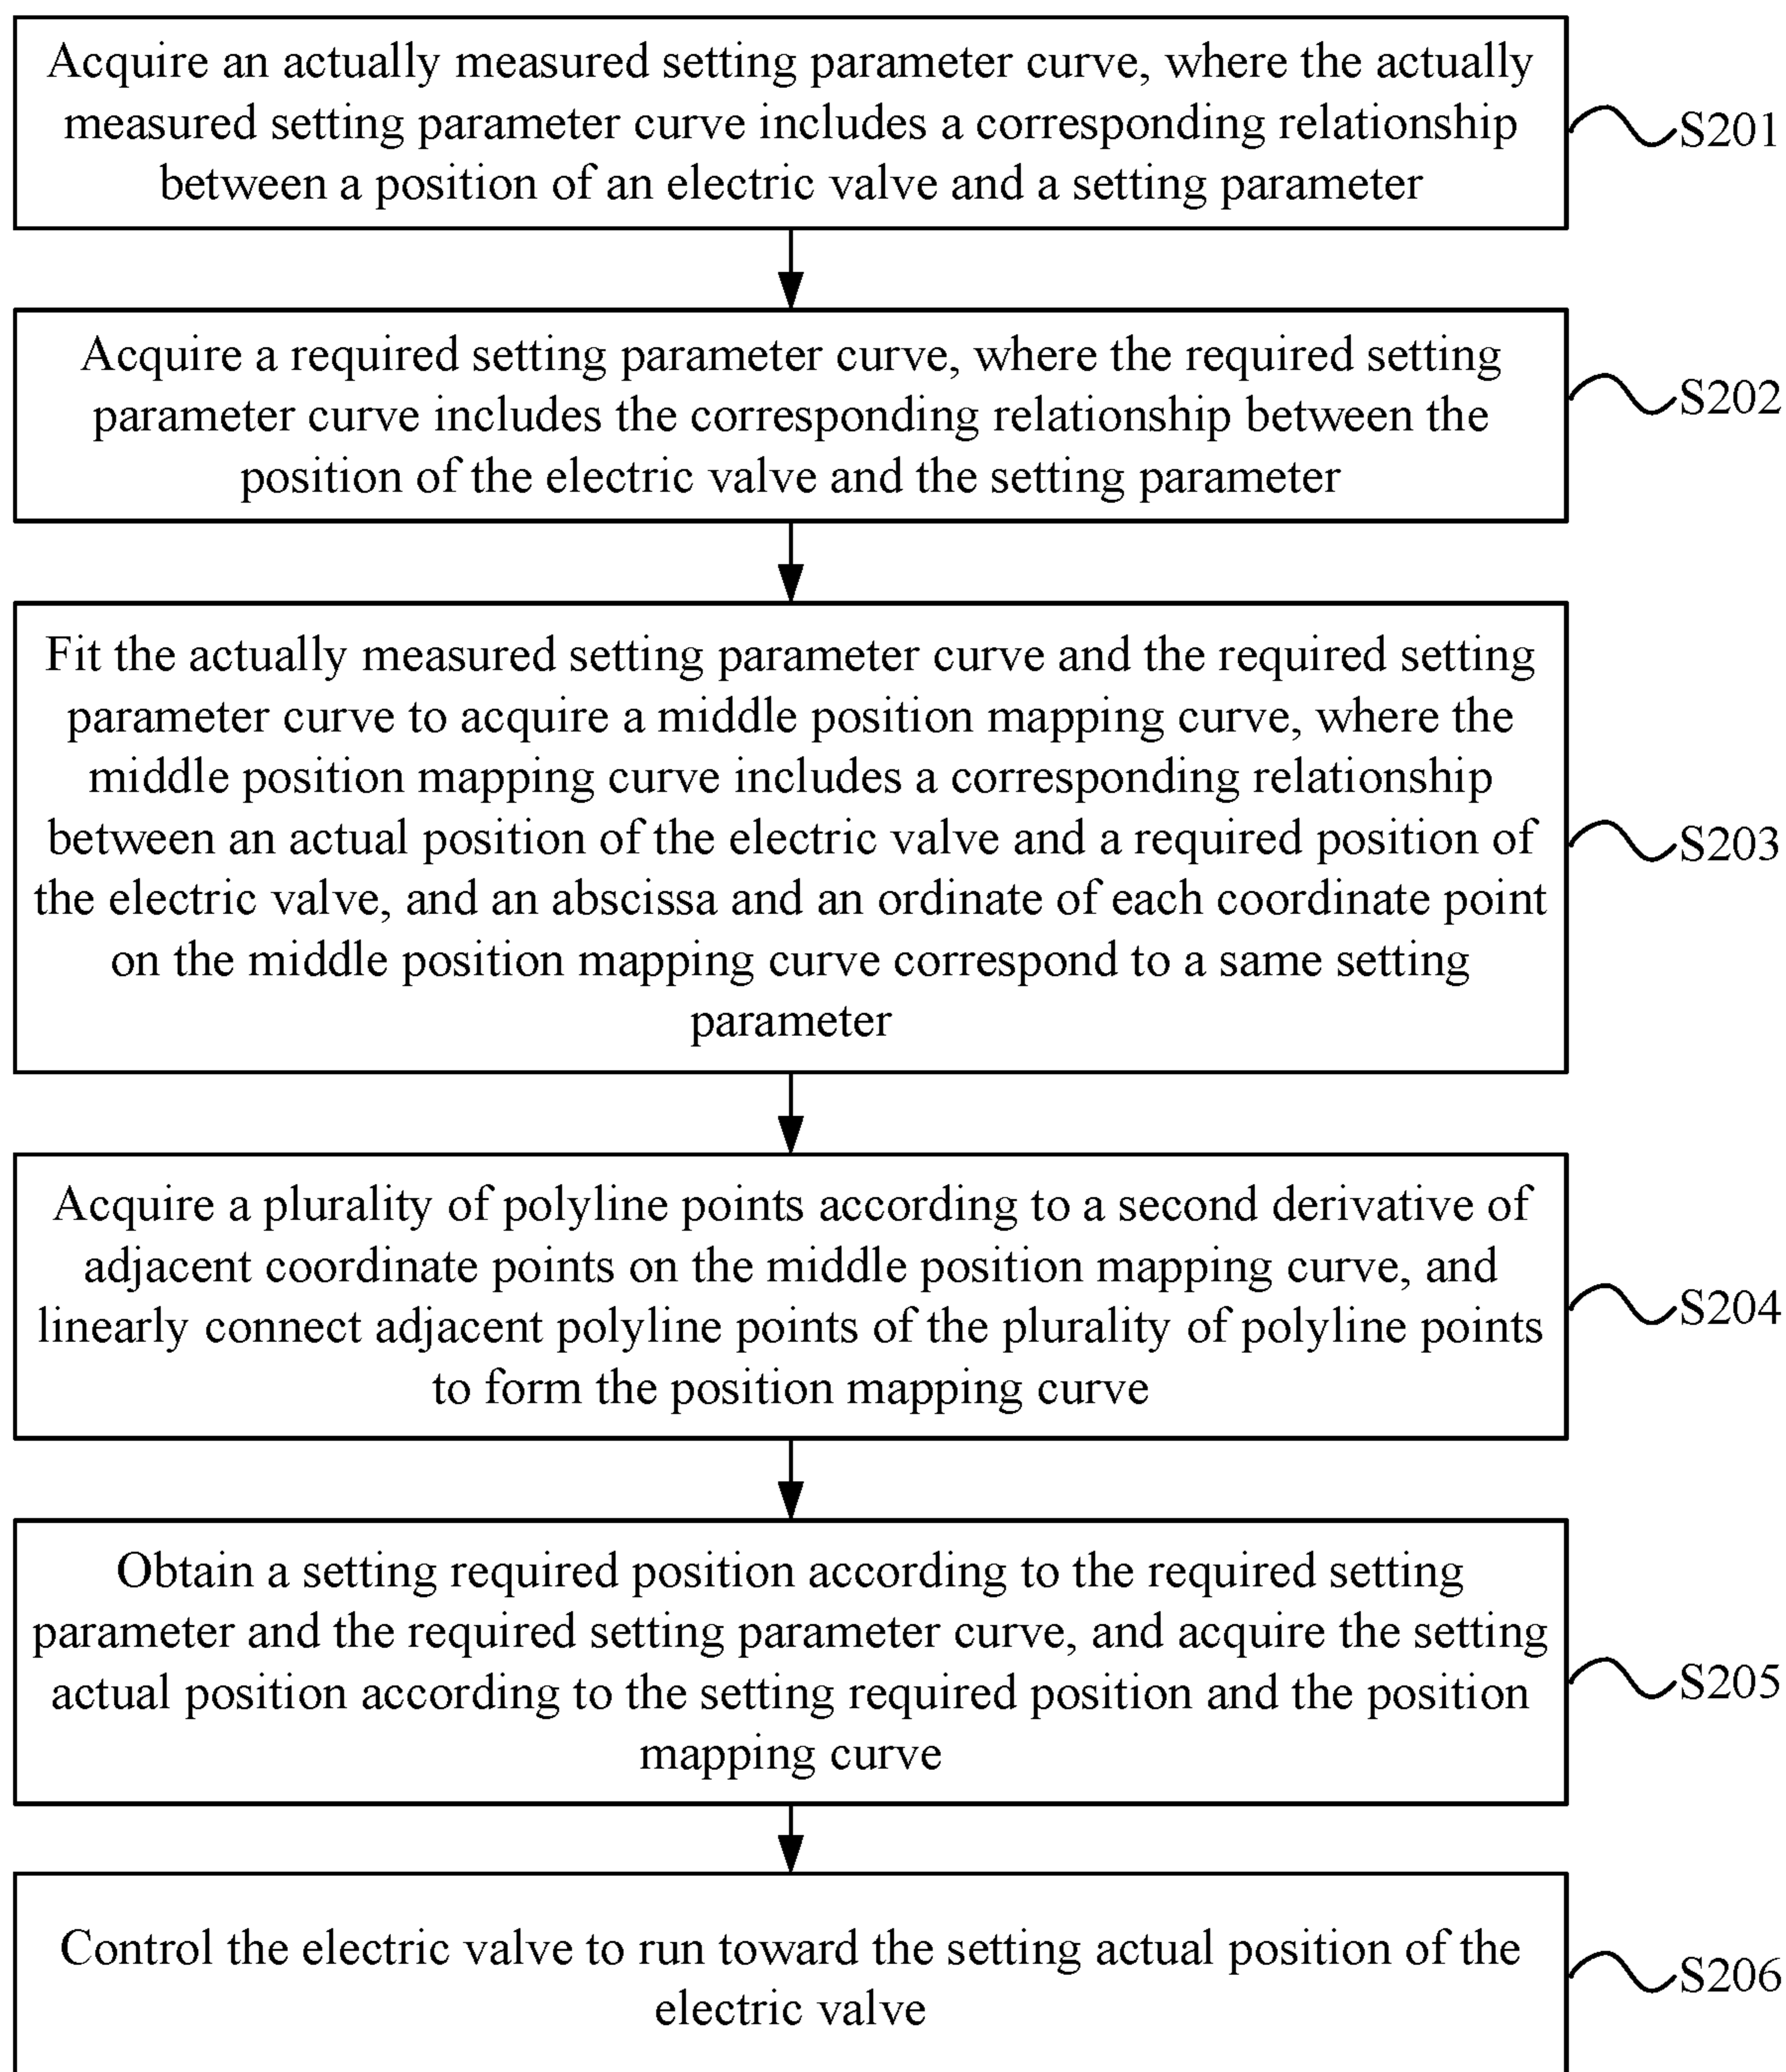 Acquire an actually measured setting parameter curve, where the actually
measured setting parameter curve includes a corresponding relationship
between a position of an electric valve and a setting parameter
S201
Acquire a required setting parameter curve, where the required setting
parameter curve includes the corresponding relationship between the
position of the electric valve and the setting parameter
S202
Fit the actually measured setting parameter curve and the required setting
parameter curve to acquire a middle position mapping curve, where the
middle position mapping curve includes a corresponding relationship
between an actual position of the electric valve and a required position of
the electric valve, and an abscissa and an ordinate of each coordinate point
on the middle position mapping curve correspond to a same setting
parameter
S203
Acquire a plurality of polyline points according to a second derivative of
adjacent coordinate points on the middle position mapping curve, and
linearly connect adjacent polyline points of the plurality of polyline points
to form the position mapping curve
S204
Obtain a setting required position according to the required setting
parameter and the required setting parameter curve, and acquire the setting
actual position according to the setting required position and the position
mapping curve
S205
Control the electric valve to run toward the setting actual position of the
electric valve
S206